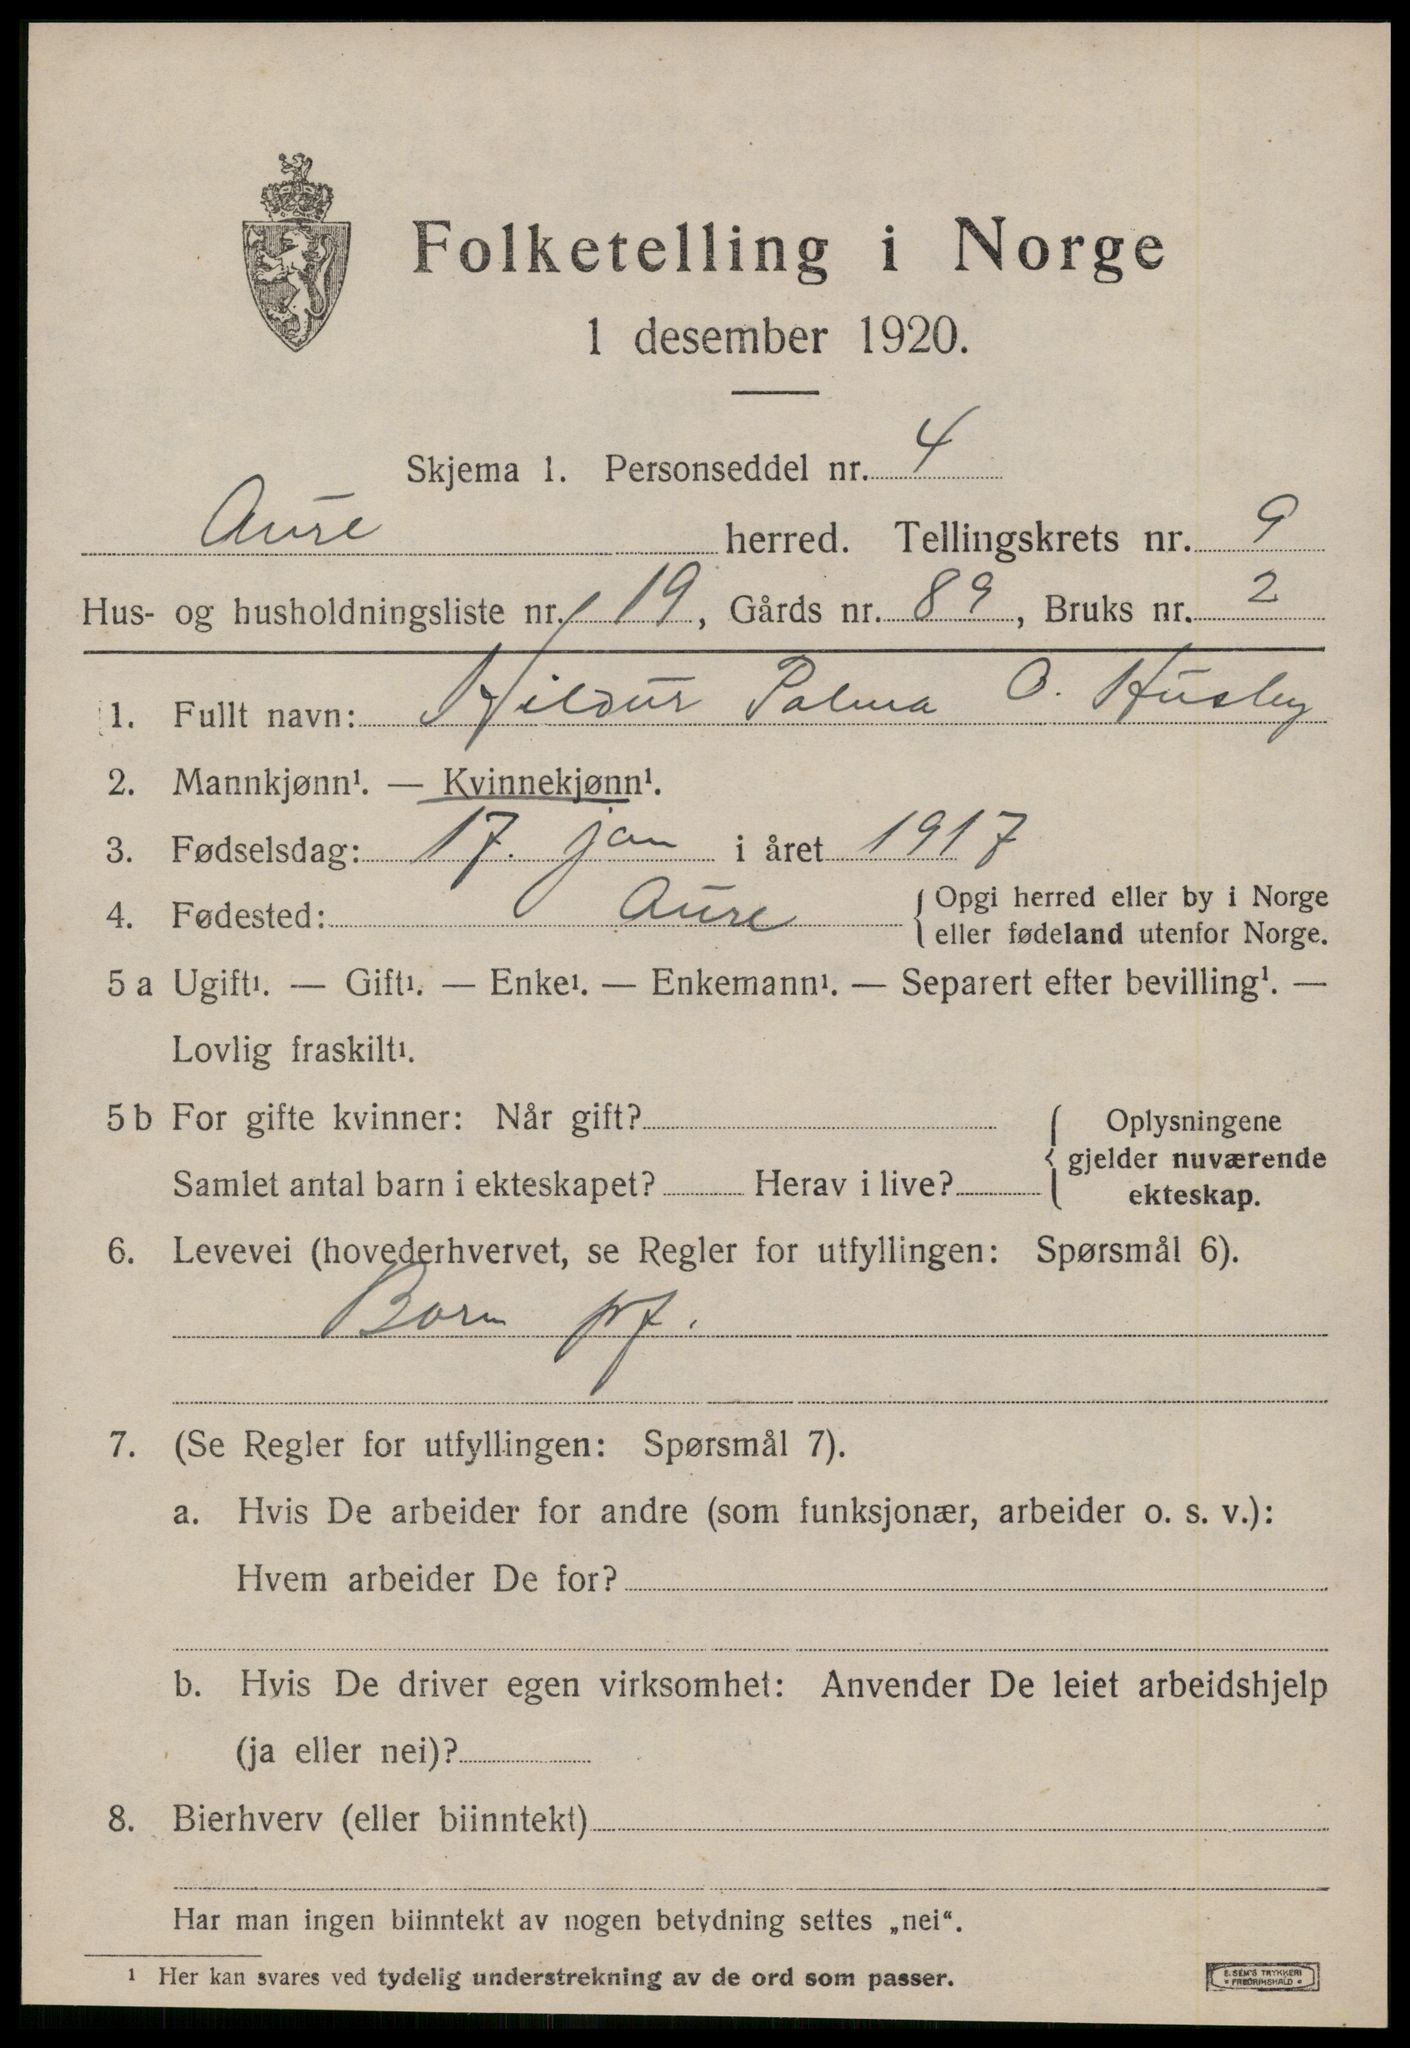 Folketelling i Norge
1 desember 1920.
Skjema 1. Personseddel nr. 4
Aure herred. Tellingskrets nr. 9
Hus- og husholdningsliste nr. 19, Gårds nr. 89, Bruks nr. 2
1. Fullt navn: Hildur Palma O. Husby
2. Mannkjønn¹. — Kvinnekjønn¹.
3. Fødselsdag: 17. jan i året 1917
4. Fødested: Aure { Opgi herred eller by i Norge
eller fødeland utenfor Norge.
5 a Ugift¹. — Gift¹. — Enke¹. — Enkemann¹. — Separert efter bevilling¹. —
Lovlig fraskilt¹.
5 b For gifte kvinner: Når gift?
Samlet antal barn i ekteskapet? Herav i live?
{ Oplysningene
gjelder nuværende
ekteskap.
6. Levevei (hovederhvervet, se Regler for utfyllingen: Spørsmål 6).
Barn pf.
7. (Se Regler for utfyllingen: Spørsmål 7).
a. Hvis De arbeider for andre (som funksjonær, arbeider o. s. v.):
Hvem arbeider De for?
b. Hvis De driver egen virksomhet: Anvender De leiet arbeidshjelp
(ja eller nei)?
8. Bierhverv (eller biinntekt)
Har man ingen biinntekt av nogen betydning settes „nei“.
¹ Her kan svares ved tydelig understrekning av de ord som passer.
E. SEM'S TRYKKERI
• FREDRIKSHALD •